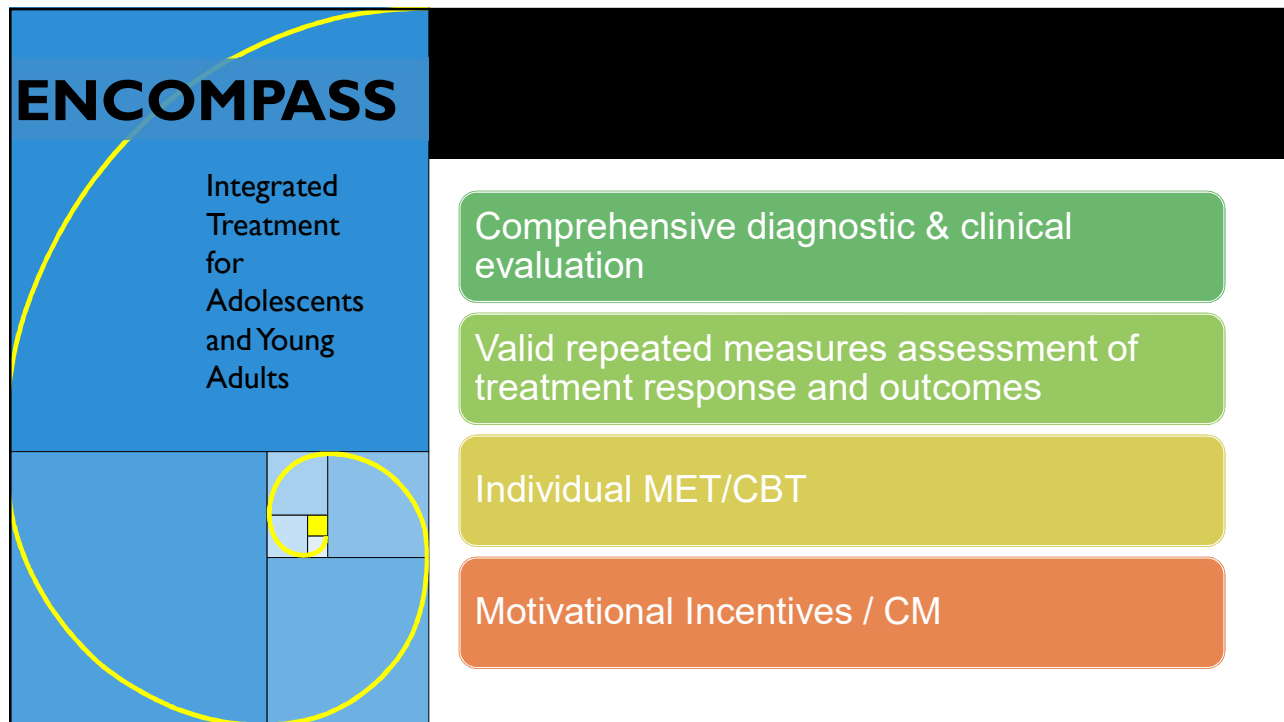 ENCOMPASS
Integrated
Treatment
for
Adolescents
and Young
Adults
Comprehensive diagnostic & clinical
evaluation
Valid repeated measures assessment of
treatment response and outcomes
Individual MET/CBT
Motivational Incentives / CM